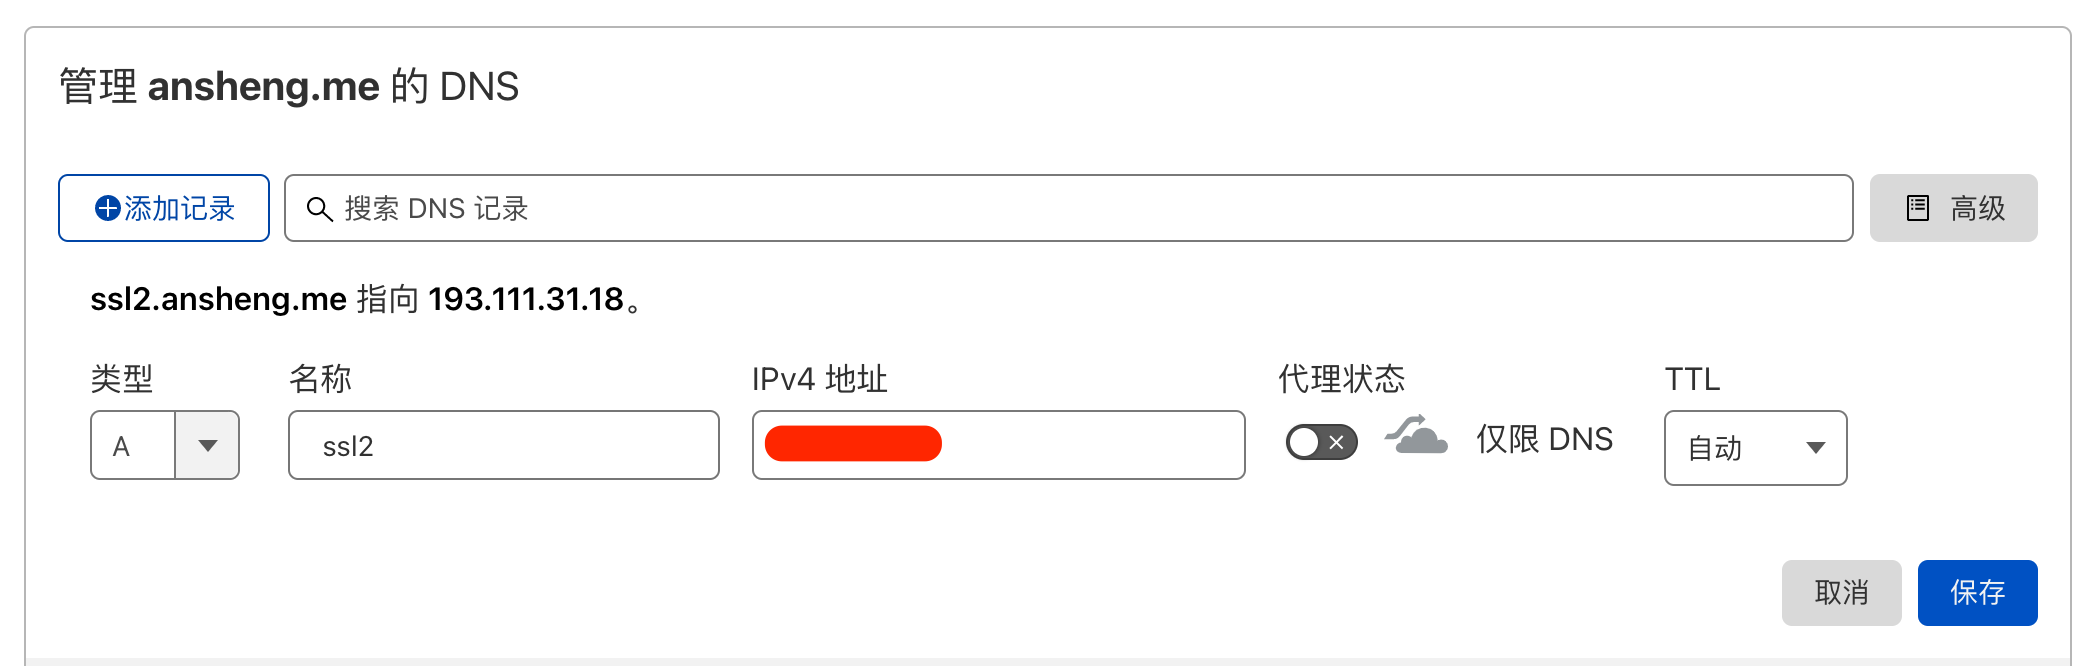 管理 ansheng.me 的 DNS
添加记录
搜索 DNS 记录
高级
ssl2.ansheng.me 指向 193.111.31.18。
类型
名称
IPv4 地址
代理状态
TTL
A
ssl2
仅限 DNS
自动
取消
保存